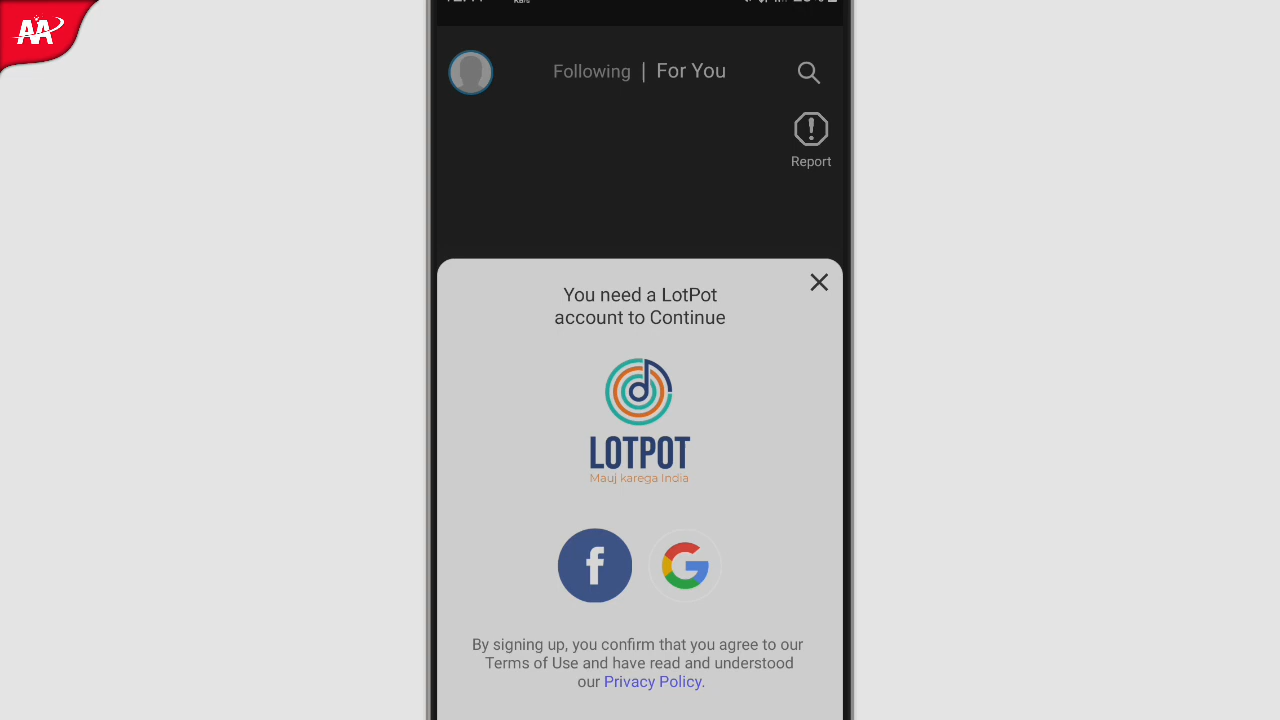 AA
Following | For You
Report
You need a LotPot
account to Continue
LOTPOT
Mauj karega India
f
G
By signing up, you confirm that you agree to our
Terms of Use and have read and understood
our Privacy Policy.